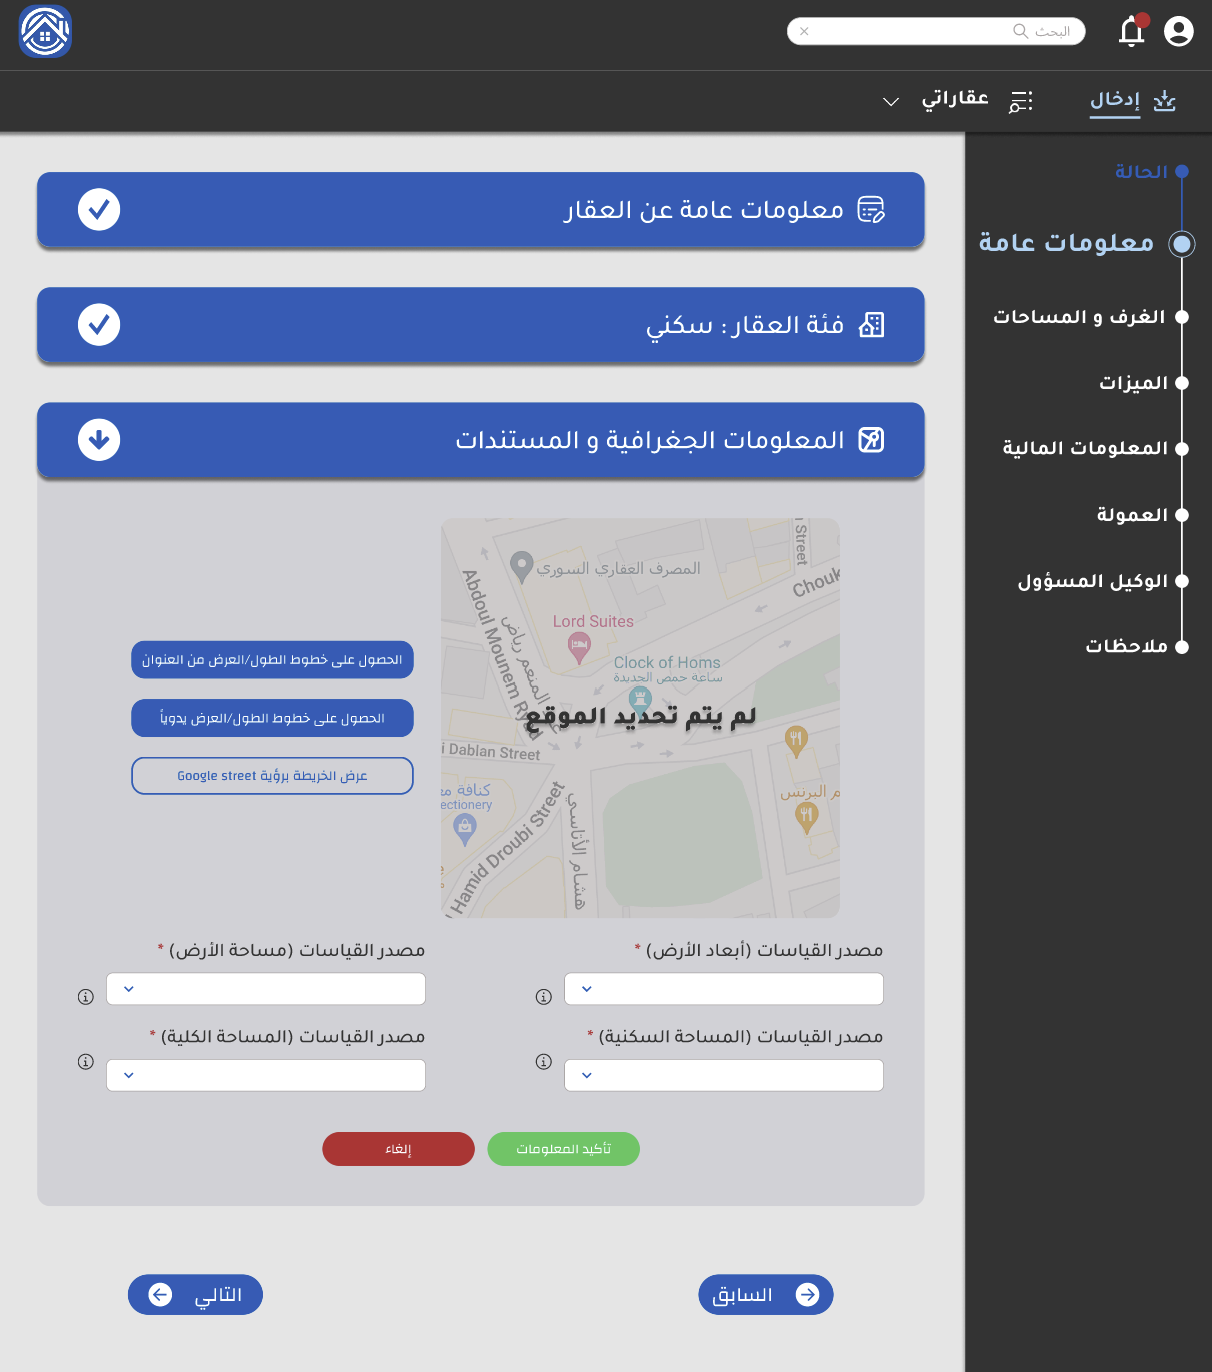 البحث
إدخال
عقاراتي
الحالة
معلومات عامة
الغرف و المساحات
الميزات
المعلومات المالية
العمولة
الوكيل المسؤول
ملاحظات
معلومات عامة عن العقار
فئة العقار : سكني
المعلومات الجغرافية و المستندات
Street
المصرف العقاري السوري
Chouk
Abdoul Mounem Ryad
المنعم رياض
Lord Suites
Clock of Homs
ساعة حمص الجديدة
لم يتم تحديد الموقع
i Dablan Street
كنافة مع
ectionery
م البرنس
Hamid Droubi Street
هشام الأتاسي
الحصول على خطوط الطول/العرض من العنوان
الحصول على خطوط الطول/العرض يدوياً
عرض الخريطة برؤية Google street
مصدر القياسات (أبعاد الأرض) *
مصدر القياسات (مساحة الأرض) *
مصدر القياسات (المساحة السكنية) *
مصدر القياسات (المساحة الكلية) *
تأكيد المعلومات
إلغاء
السابق
التالي